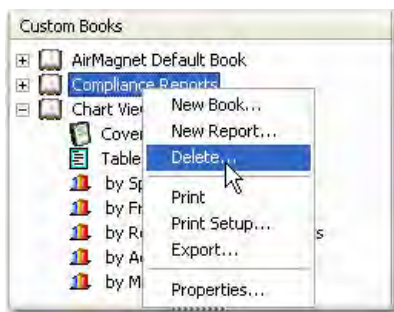 Custom Books
AirMagnet Default Book
Compliance Reports
Chart Vie
New Book...
Cove
New Report...
Table
Delete...
by Sp
Print
by Fr
Print Setup...
by R
s
Export...
by A
by M
Properties...